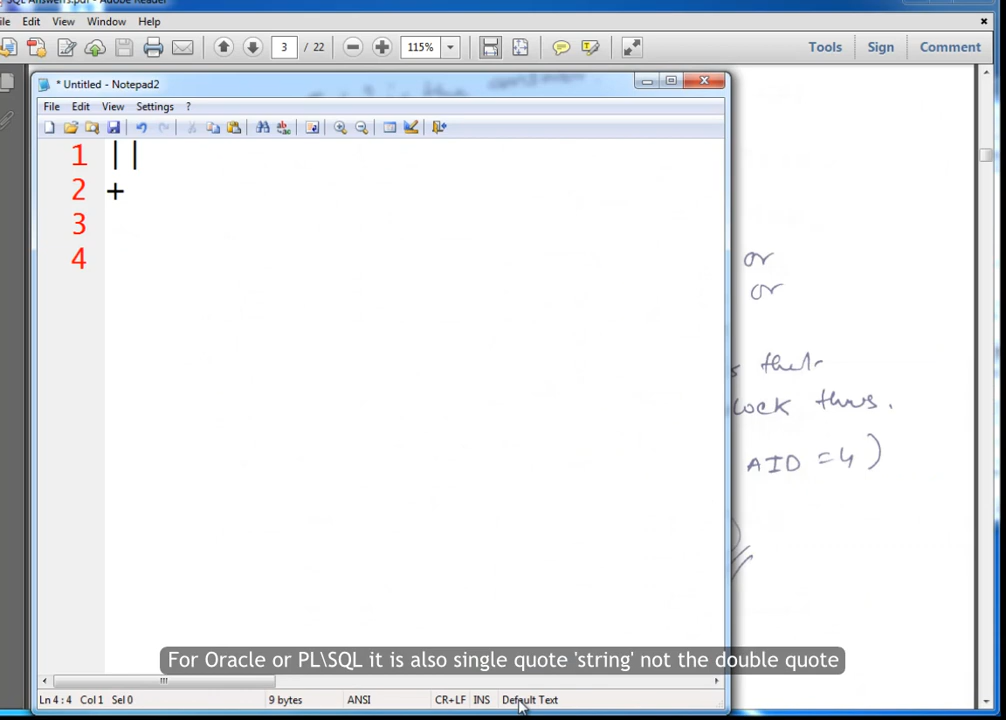 SQL Answers.pdf - Adobe Reader
File Edit View Window Help
3 / 22 115% Tools Sign Comment
* Untitled - Notepad2
File Edit View Settings ?
1 ||
2 +
3
4
or
or
lock thus.
AID = 4 )
For Oracle or PL\SQL it is also single quote 'string' not the double quote
Ln 4 : 4 Col 1 Sel 0 9 bytes ANSI CR+LF INS Default Text